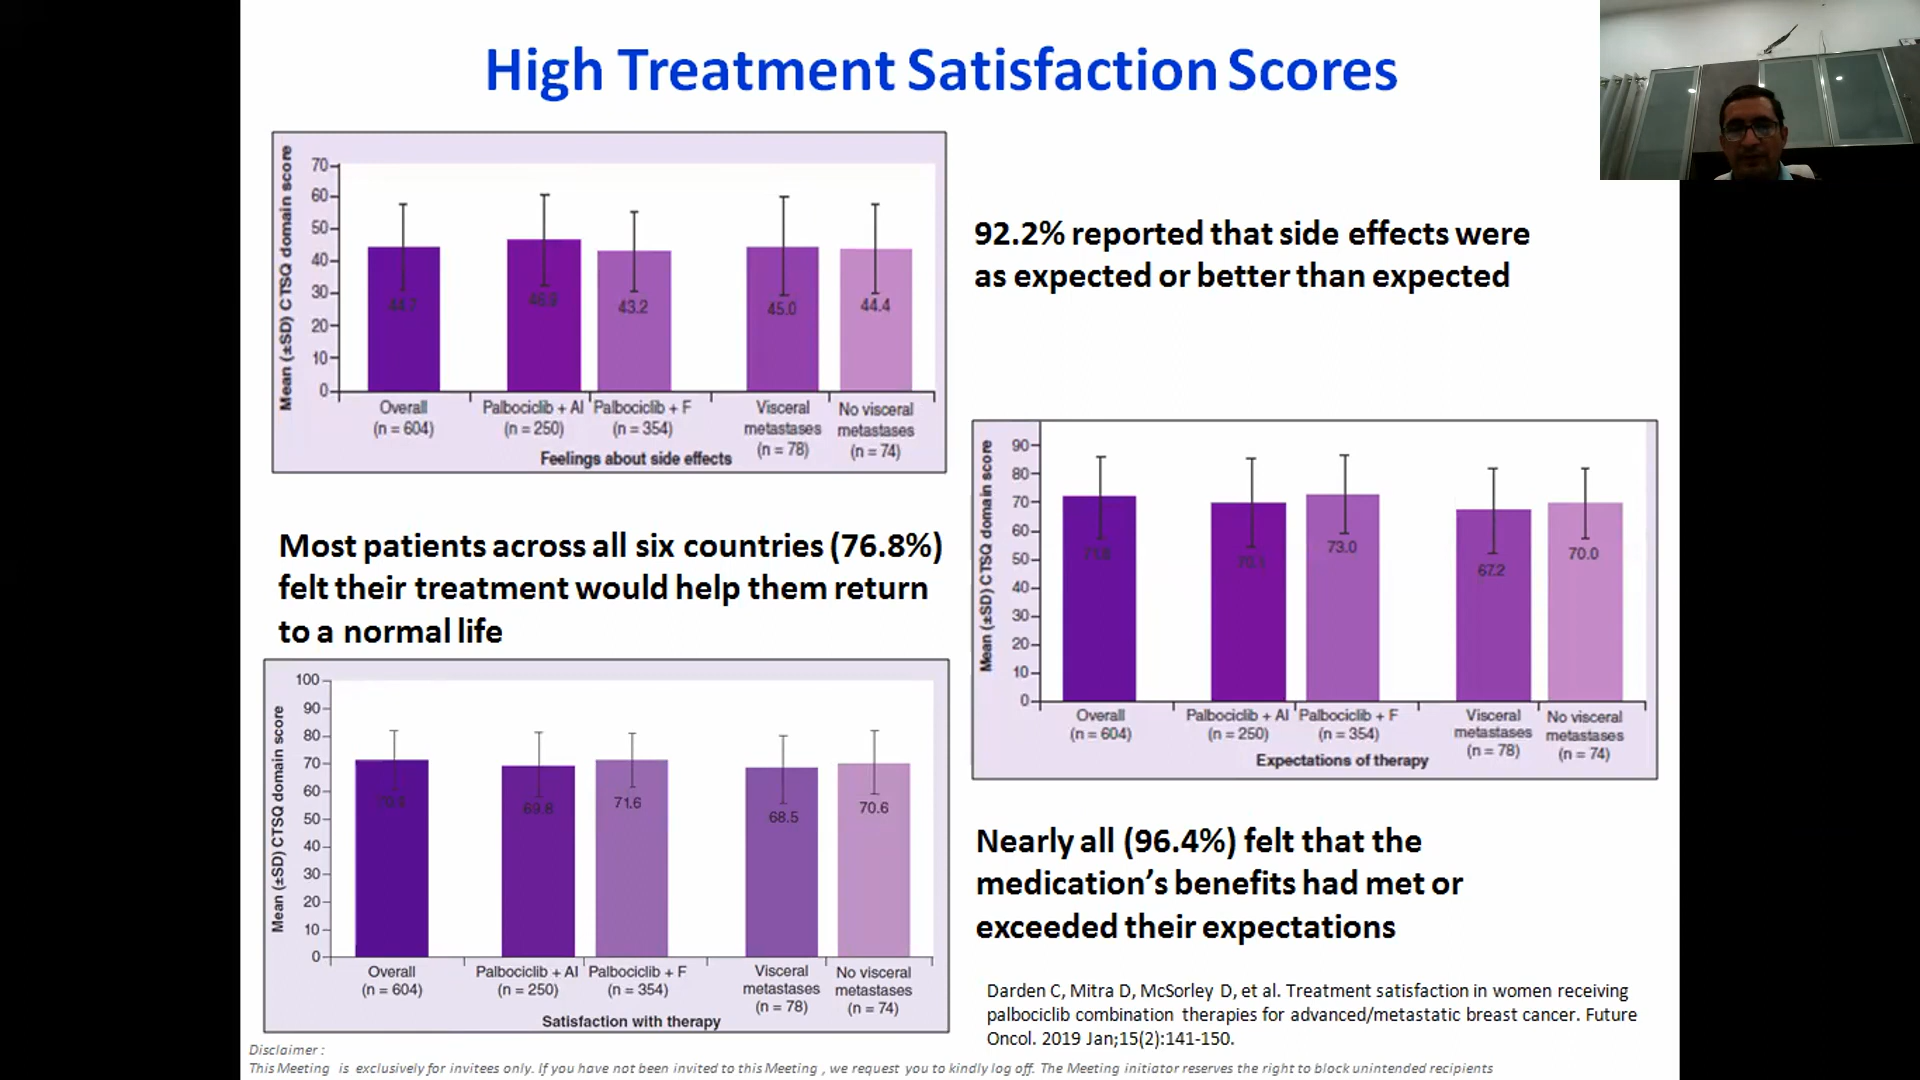 High Treatment Satisfaction Scores
Mean (±SD) CTSQ domain score
70
60
50
40
30
20
10
0
44.7 46.9 43.2 45.0 44.4
Overall Palbociclib + AI Palbociclib + F Visceral No visceral
(n = 604) (n = 250) (n = 354) metastases metastases
(n = 78) (n = 74)
Feelings about side effects
92.2% reported that side effects were
as expected or better than expected
Most patients across all six countries (76.8%)
felt their treatment would help them return
to a normal life
Mean (±SD) CTSQ domain score
90
80
70
60
50
40
30
20
10
0
70.1 73.0 67.2 70.0
Overall Palbociclib + AI Palbociclib + F Visceral No visceral
(n = 604) (n = 250) (n = 354) metastases metastases
(n = 78) (n = 74)
Expectations of therapy
Mean (±SD) CTSQ domain score
100
90
80
70
60
50
40
30
20
10
0
69.8 71.6 68.5 70.6
Overall Palbociclib + AI Palbociclib + F Visceral No visceral
(n = 604) (n = 250) (n = 354) metastases metastases
(n = 78) (n = 74)
Satisfaction with therapy
Nearly all (96.4%) felt that the
medication’s benefits had met or
exceeded their expectations
Darden C, Mitra D, McSorley D, et al. Treatment satisfaction in women receiving
palbociclib combination therapies for advanced/metastatic breast cancer. Future
Oncol. 2019 Jan;15(2):141-150.
Disclaimer :
This Meeting is exclusively for invitees only. If you have not been invited to this Meeting , we request you to kindly log off. The Meeting initiator reserves the right to block unintended recipients